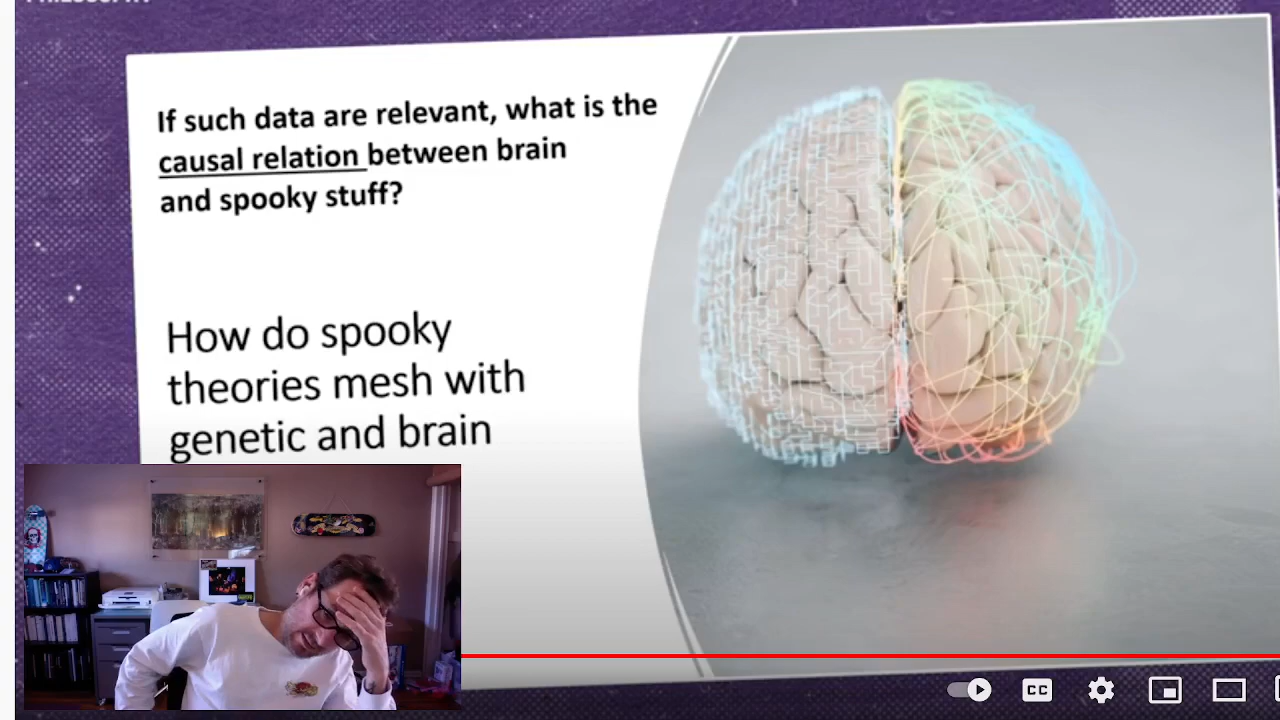 PHILOSOPHY
If such data are relevant, what is the
causal relation between brain
and spooky stuff?
How do spooky
theories mesh with
genetic and brain
CC